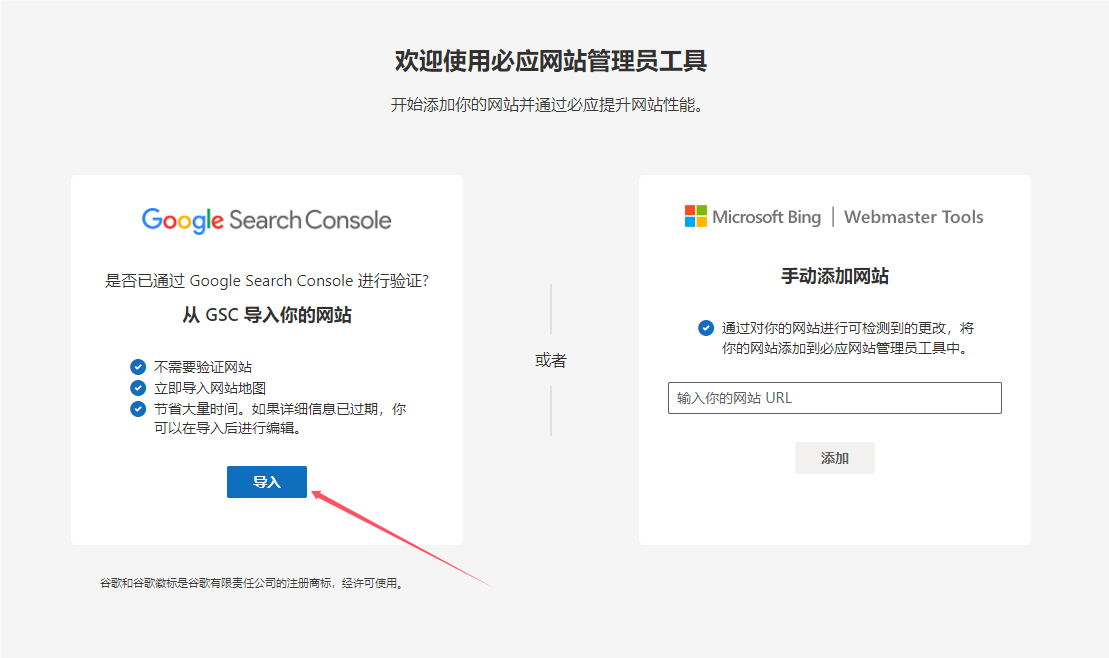 欢迎使用必应网站管理员工具
开始添加你的网站并通过必应提升网站性能。
Google Search Console
是否已通过 Google Search Console 进行验证?
从 GSC 导入你的网站
不需要验证网站
立即导入网站地图
节省大量时间。如果详细信息已过期，你
可以在导入后进行编辑。
导入
或者
Microsoft Bing | Webmaster Tools
手动添加网站
通过对你的网站进行可检测到的更改，将
你的网站添加到必应网站管理员工具中。
输入你的网站 URL
添加
谷歌和谷歌徽标是谷歌有限责任公司的注册商标，经许可使用。